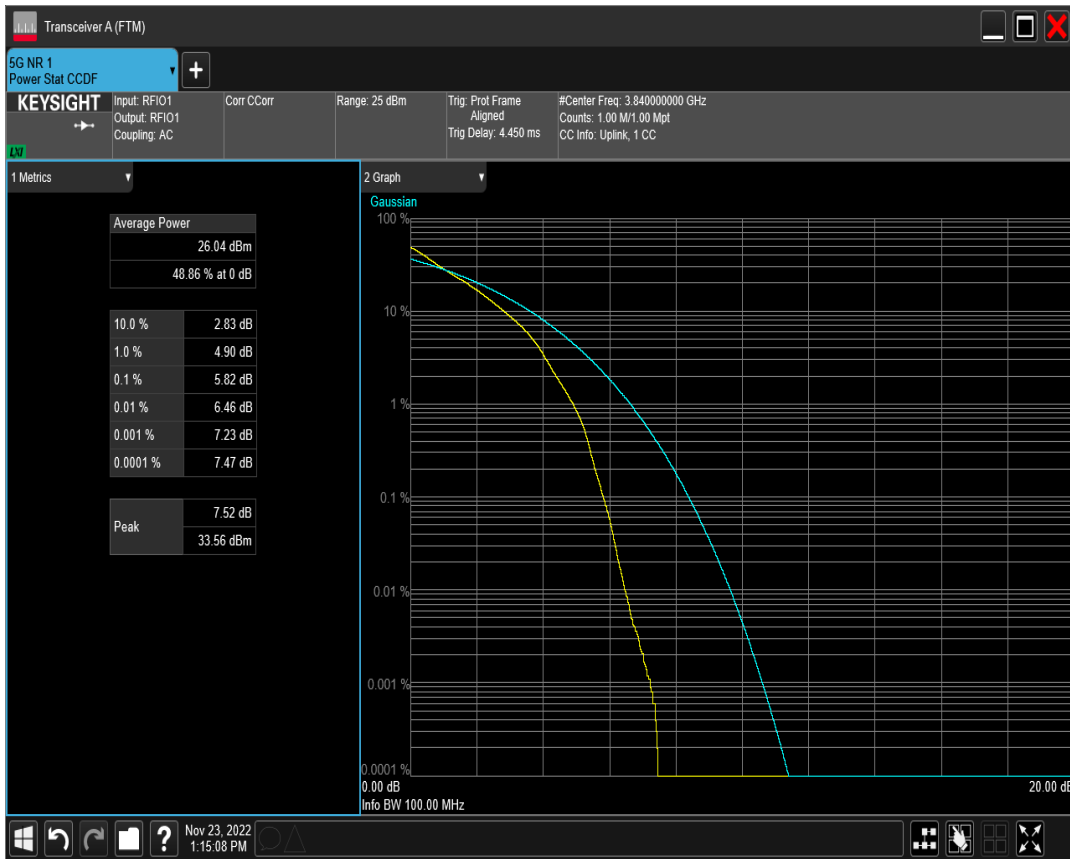 Transceiver A (FTM)
5G NR 1
Power Stat CCDF
+
KEYSIGHT
LXI
Input: RFIO1
Output: RFIO1
Coupling: AC
Corr CCorr
Range: 25 dBm
Trig: Prot Frame
Aligned
Trig Delay: 4.450 ms
#Center Freq: 3.840000000 GHz
Counts: 1.00 M/1.00 Mpt
CC Info: Uplink, 1 CC
1 Metrics
Average Power
26.04 dBm
48.86 % at 0 dB
10.0 % 2.83 dB
1.0 % 4.90 dB
0.1 % 5.82 dB
0.01 % 6.46 dB
0.001 % 7.23 dB
0.0001 % 7.47 dB
Peak
7.52 dB
33.56 dBm
2 Graph
Gaussian
100 %
10 %
1 %
0.1 %
0.01 %
0.001 %
0.0001 %
0.00 dB
20.00 dB
Info BW 100.00 MHz
?
Nov 23, 2022
1:15:08 PM